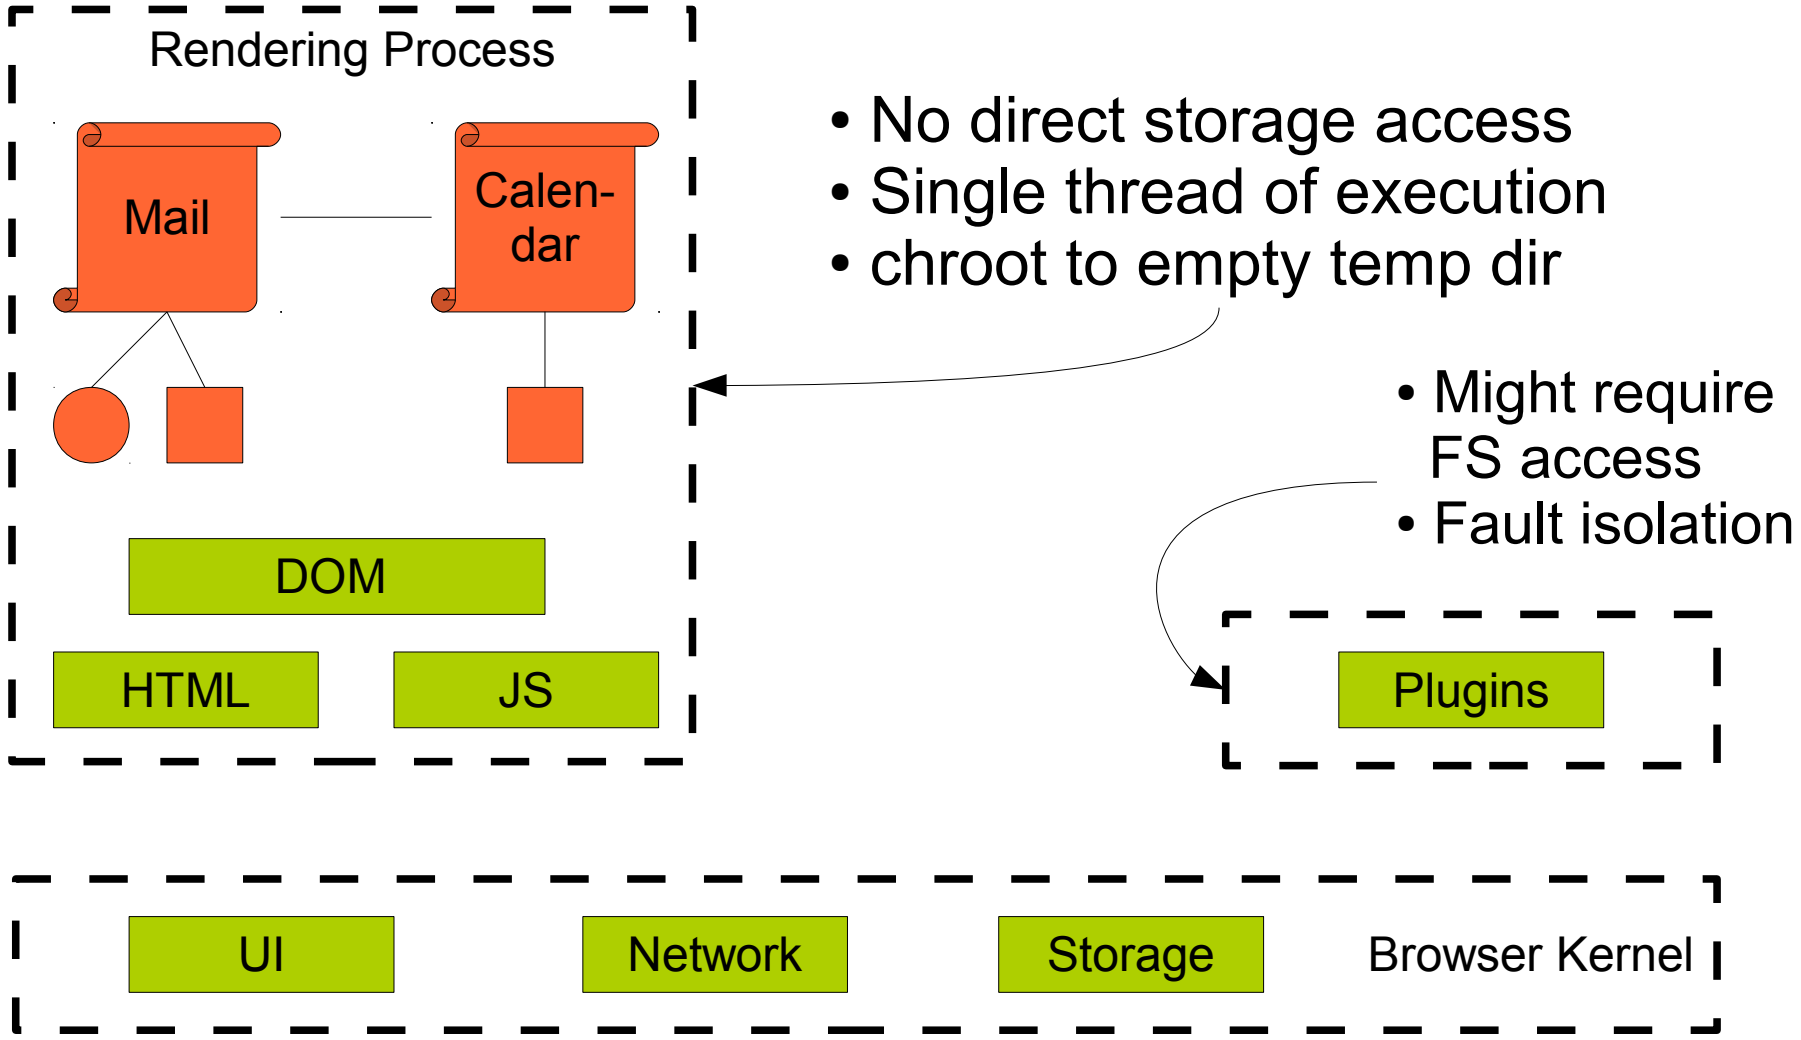 Rendering Process
Mail
Calen-
dar
• No direct storage access
• Single thread of execution
• chroot to empty temp dir
• Might require
FS access
• Fault isolation
DOM
HTML
JS
Plugins
UI
Network
Storage
Browser Kernel